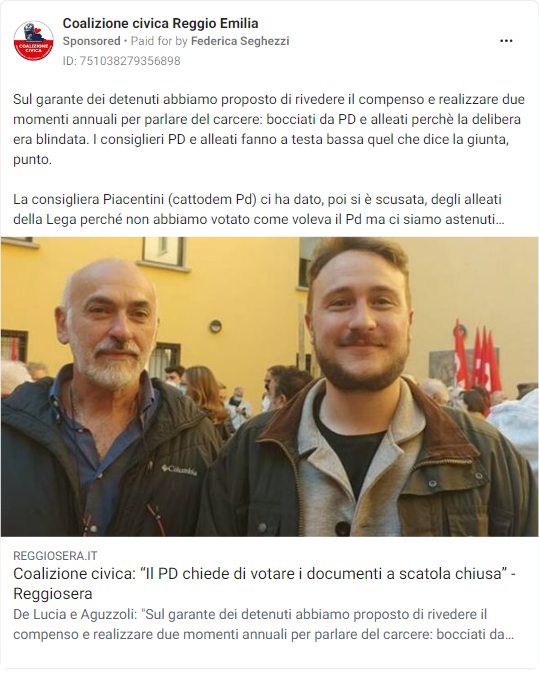 Coalizione civica Reggio Emilia
Sponsored • Paid for by Federica Seghezzi
ID: 751038279356898
COALIZIONE
CIVICA
Sul garante dei detenuti abbiamo proposto di rivedere il compenso e realizzare due
momenti annuali per parlare del carcere: bocciati da PD e alleati perchè la delibera
era blindata. I consiglieri PD e alleati fanno a testa bassa quel che dice la giunta,
punto.
La consigliera Piacentini (cattodem Pd) ci ha dato, poi si è scusata, degli alleati
della Lega perché non abbiamo votato come voleva il Pd ma ci siamo astenuti...
Columbia
REGGIOSERA.IT
Coalizione civica: “Il PD chiede di votare i documenti a scatola chiusa” -
Reggiosera
De Lucia e Aguzzoli: "Sul garante dei detenuti abbiamo proposto di rivedere il
compenso e realizzare due momenti annuali per parlare del carcere: bocciati da...